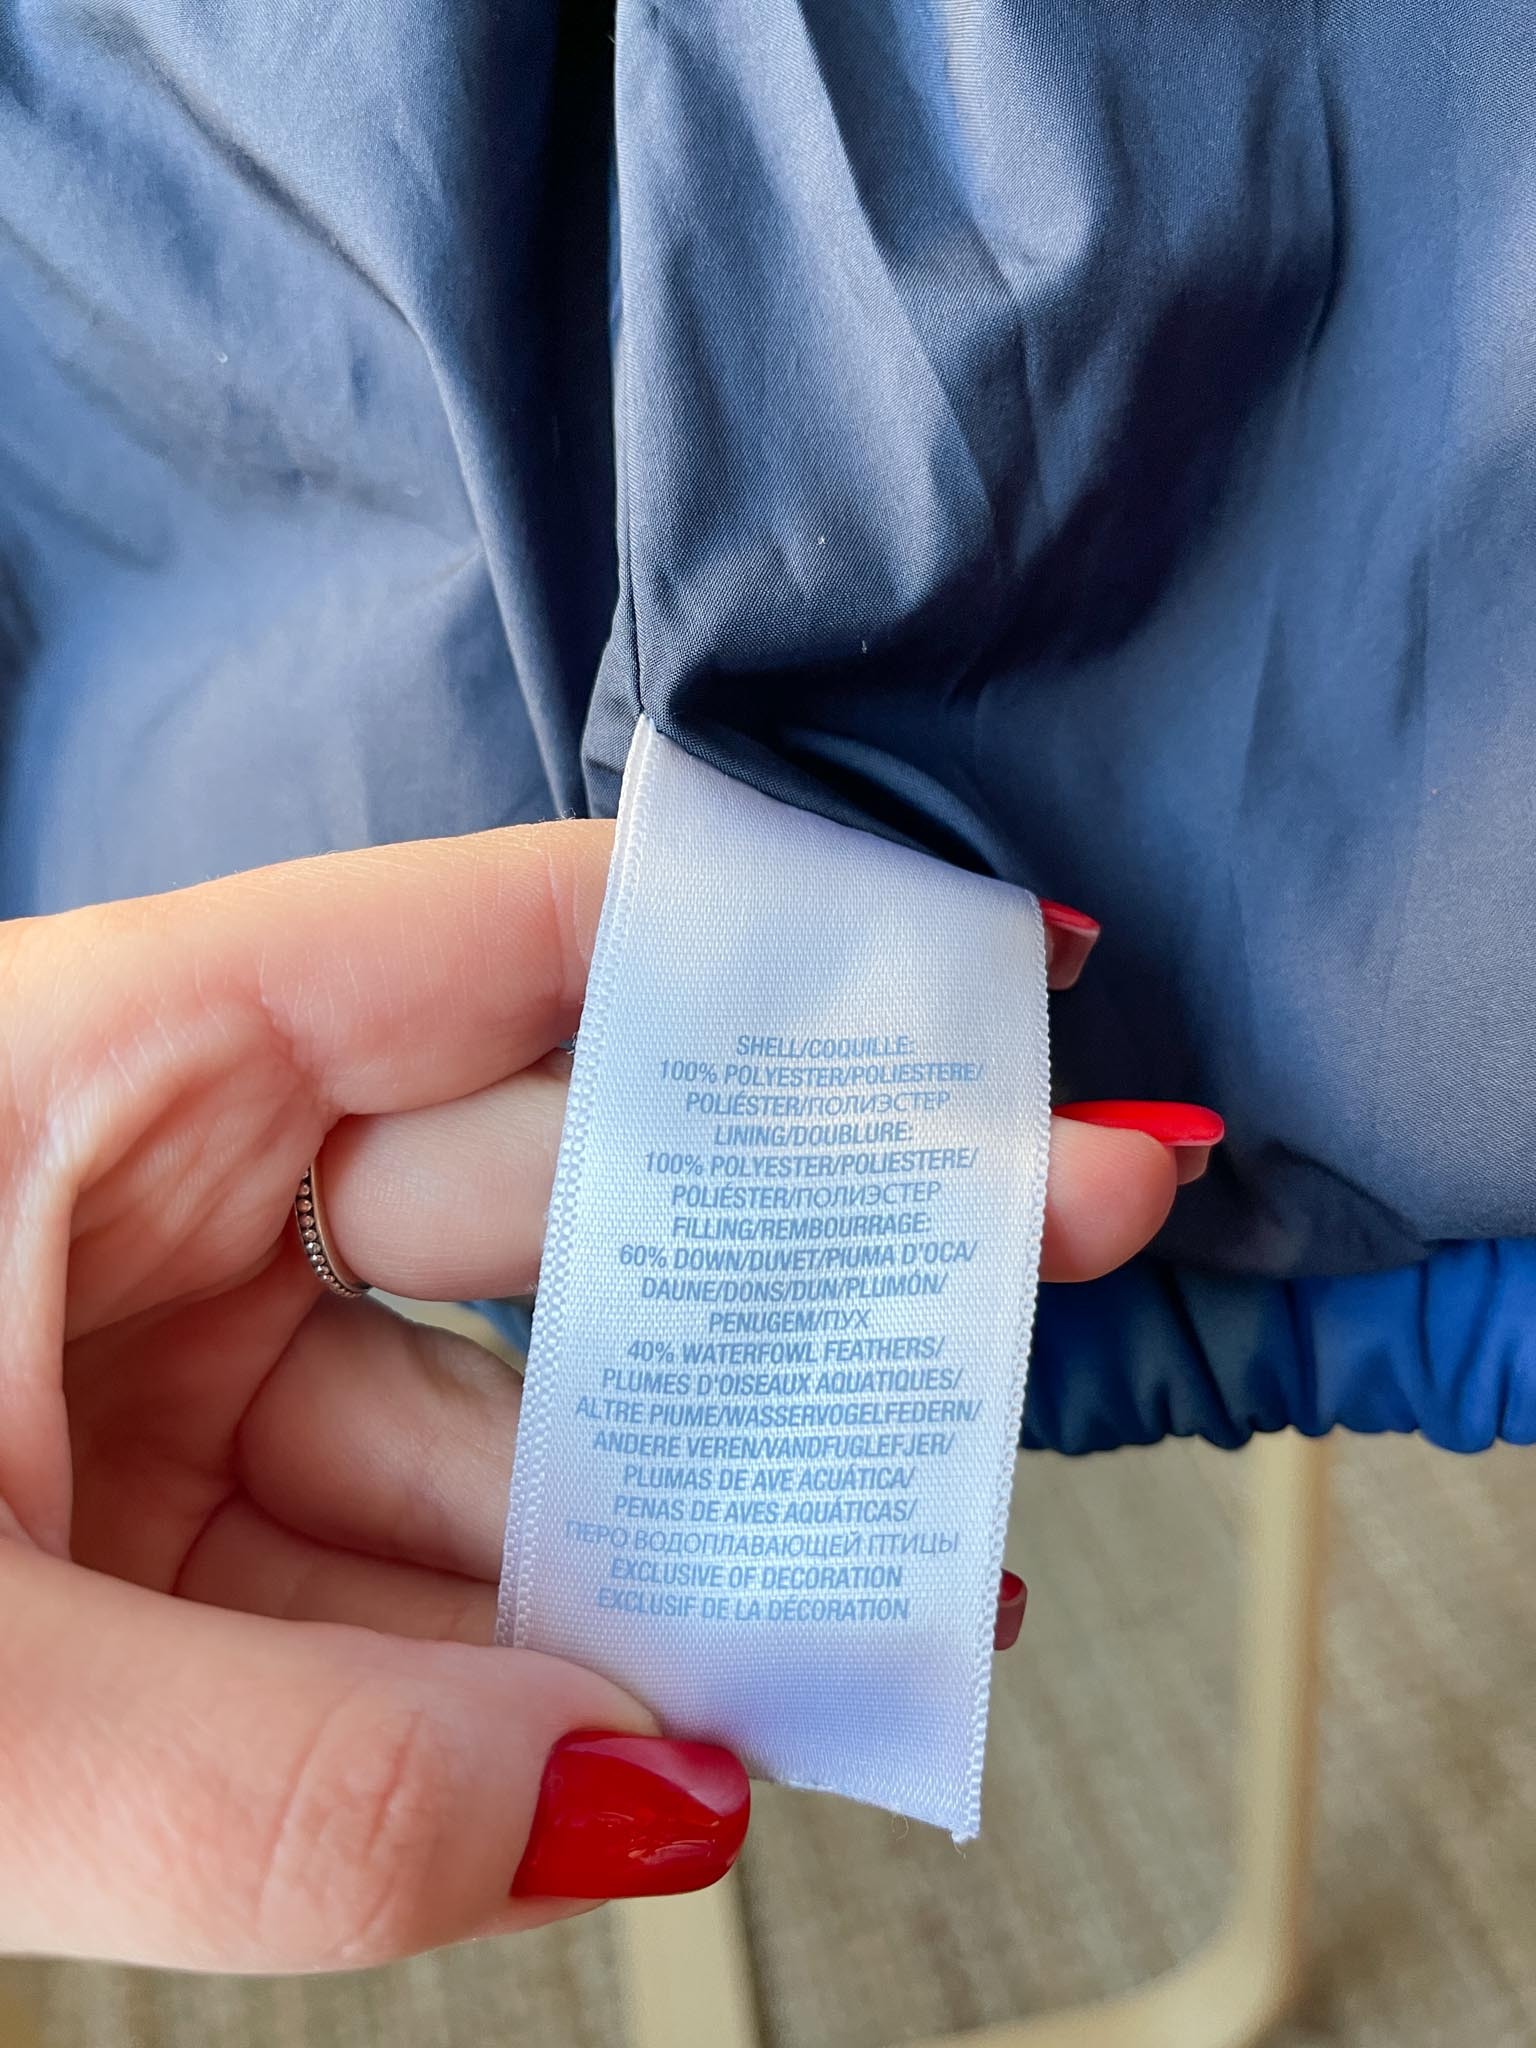 SHELL/COQUILLE:
100% POLYESTER/POLIESTERE/
POLIÉSTER/ПОЛИЭСТЕР
LINING/DOUBLURE:
100% POLYESTER/POLIESTERE/
POLIÉSTER/ПОЛИЭСТЕР
FILLING/REMBOURRAGE:
60% DOWN/DUVET/PIUMA D'OCA/
DAUNE/DONS/DUN/PLUMÓN/
PENUGEM/ПУХ
40% WATERFOWL FEATHERS/
PLUMES D'OISEAUX AQUATIQUES/
ALTRE PIUME/WASSERVOGELFEDERN/
ANDERE VEREN/VANDFUGLEFJER/
PLUMAS DE AVE ACUÁTICA/
PENAS DE AVES AQUÁTICAS/
ПЕРО ВОДОПЛАВАЮЩЕЙ ПТИЦЫ
EXCLUSIVE OF DECORATION
EXCLUSIF DE LA DÉCORATION